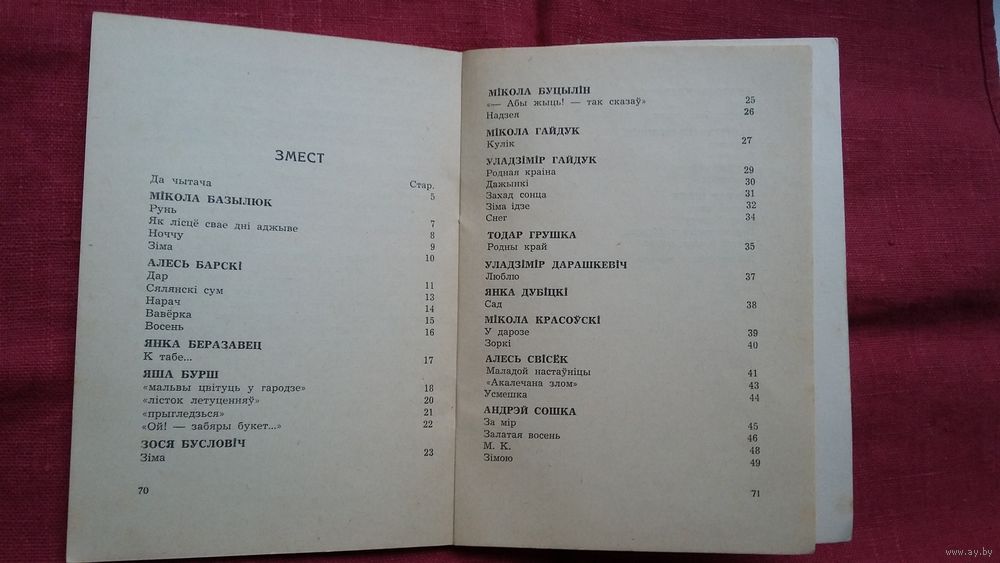 ЗМЕСТ
Да чытача Стар. 5
МІКОЛА БАЗЫЛЮК
Рунь 7
Як лісцё свае дні аджыве 8
Ноччу 9
Зіма 10
АЛЕСЬ БАРСКІ
Дар 11
Сялянскі сум 13
Нарач 14
Вавёрка 15
Восень 16
ЯНКА БЕРАЗАВЕЦ
К табе... 17
ЯША БУРШ
«мальвы цвітуць у гародзе» 18
«лісток летуценняў» 20
«прыгледзься» 21
«Ой! — забяры букет...» 22
ЗОСЯ БУСЛОВІЧ
Зіма 23
70
МІКОЛА БУЦЫЛІН
«— Абы жыць! — так сказаў» 25
Надзея 26
МІКОЛА ГАЙДУК
Кулік 27
УЛАДЗІМІР ГАЙДУК
Родная краіна 29
Дажынкі 30
Захад сонца 31
Зіма ідзе 32
Снег 34
ТОДАР ГРУШКА
Родны край 35
УЛАДЗІМІР ДАРАШКЕВІЧ
Люблю 37
ЯНКА ДУБІЦКІ
Сад 38
МІКОЛА КРАСОЎСКІ
У дарозе 39
Зоркі 40
АЛЕСЬ СВІСЁК
Маладой настаўніцы 41
«Акалечана злом» 43
Усмешка 44
АНДРЭЙ СОШКА
За мір 45
Залатая восень 46
М. К. 48
Зімою 49
71
www.ay.by